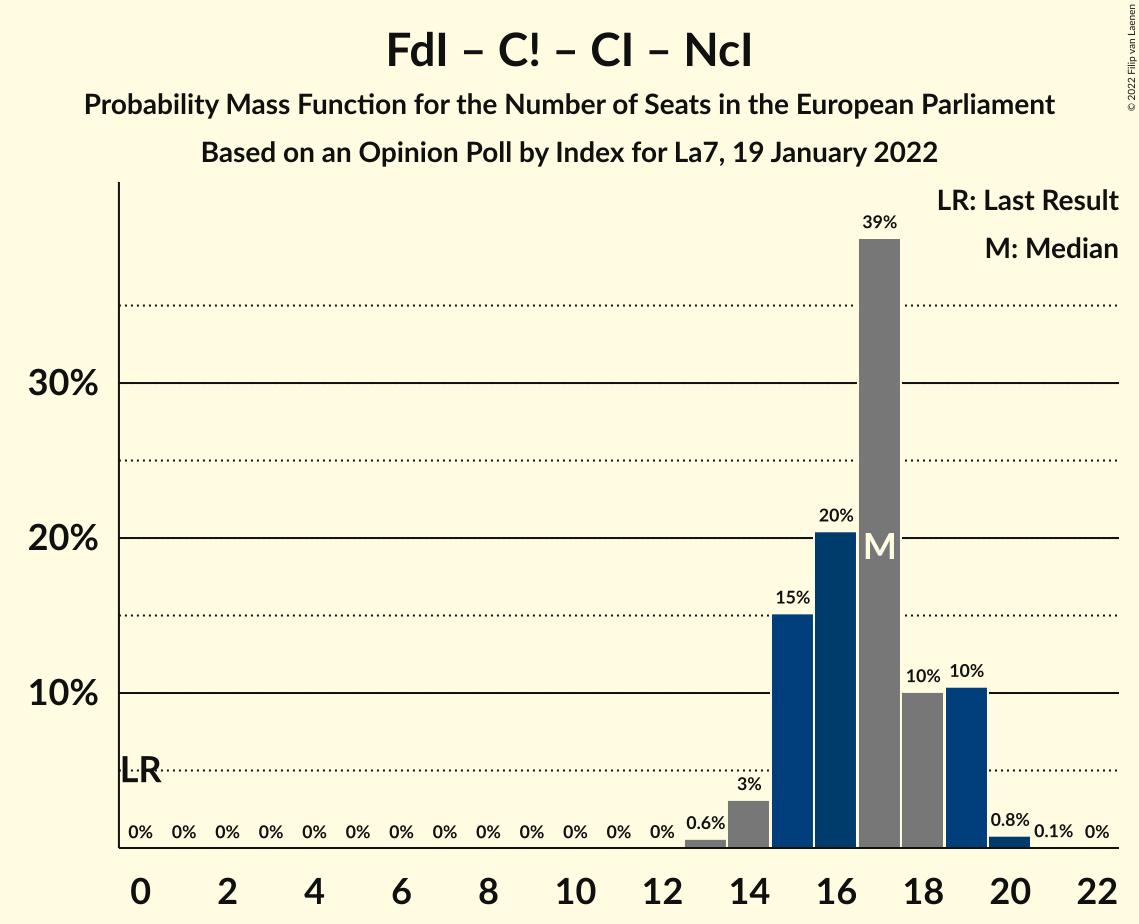 FdI – C! – CI – NcI
Probability Mass Function for the Number of Seats in the European Parliament
Based on an Opinion Poll by Index for La7, 19 January 2022
© 2022 Filip van Laenen
LR: Last Result
M: Median
39%
30%
20%
20%
M
15%
10%
10%
10%
LR
3%
0% 0% 0% 0% 0% 0% 0% 0% 0% 0% 0% 0% 0% 0.6% 0.8% 0.1% 0%
0 2 4 6 8 10 12 14 16 18 20 22